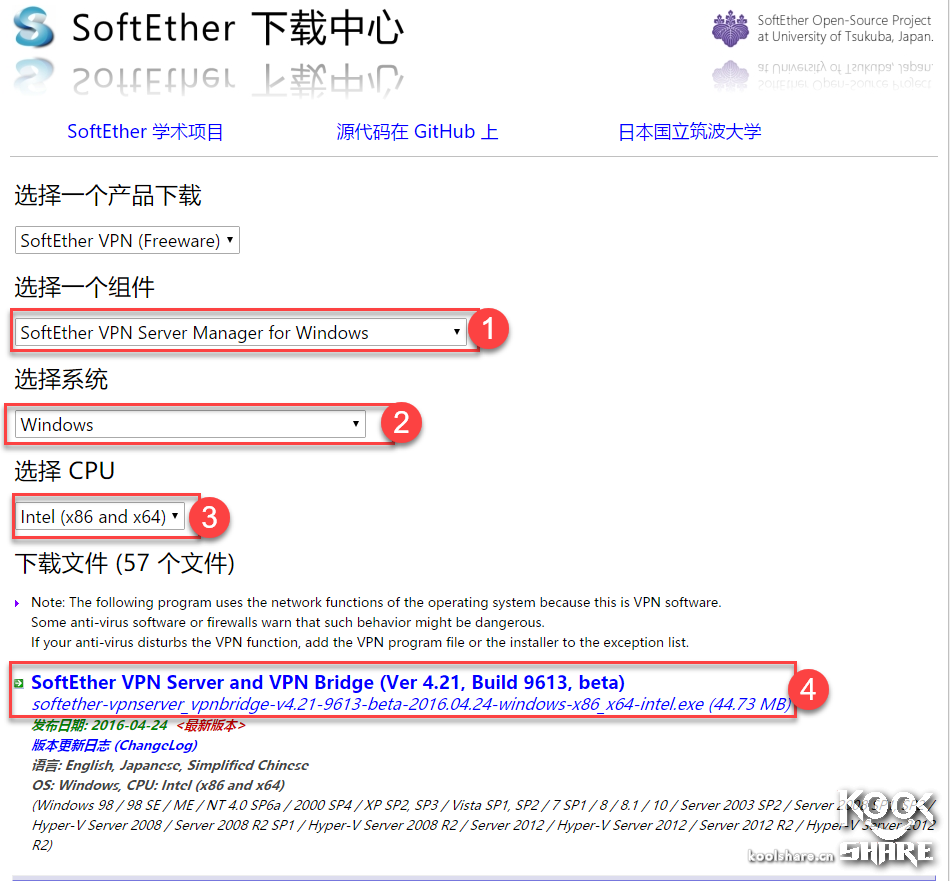 SoftEther 下载中心
SoftEther Open-Source Project
at University of Tsukuba, Japan.
SoftEther 学术项目
源代码在 GitHub 上
日本国立筑波大学
选择一个产品下载
SoftEther VPN (Freeware)
选择一个组件
SoftEther VPN Server Manager for Windows
1
选择系统
Windows
2
选择 CPU
Intel (x86 and x64)
3
下载文件 (57 个文件)
Note: The following program uses the network functions of the operating system because this is VPN software.
Some anti-virus software or firewalls warn that such behavior might be dangerous.
If your anti-virus disturbs the VPN function, add the VPN program file or the installer to the exception list.
SoftEther VPN Server and VPN Bridge (Ver 4.21, Build 9613, beta)
softether-vpnserver_vpnbridge-v4.21-9613-beta-2016.04.24-windows-x86_x64-intel.exe (44.73 MB)
4
发布日期: 2016-04-24 <最新版本>
版本更新日志 (ChangeLog)
语言: English, Japanese, Simplified Chinese
OS: Windows, CPU: Intel (x86 and x64)
(Windows 98 / 98 SE / ME / NT 4.0 SP6a / 2000 SP4 / XP SP2, SP3 / Vista SP1, SP2 / 7 SP1 / 8 / 8.1 / 10 / Server 2003 SP2 / Server 2008 SP1, SP2 /
Hyper-V Server 2008 / Server 2008 R2 SP1 / Hyper-V Server 2008 R2 / Server 2012 / Hyper-V Server 2012 / Server 2012 R2 / Hyper-V Server 2012
R2)
KOOL
SHARE
koolshare.cn